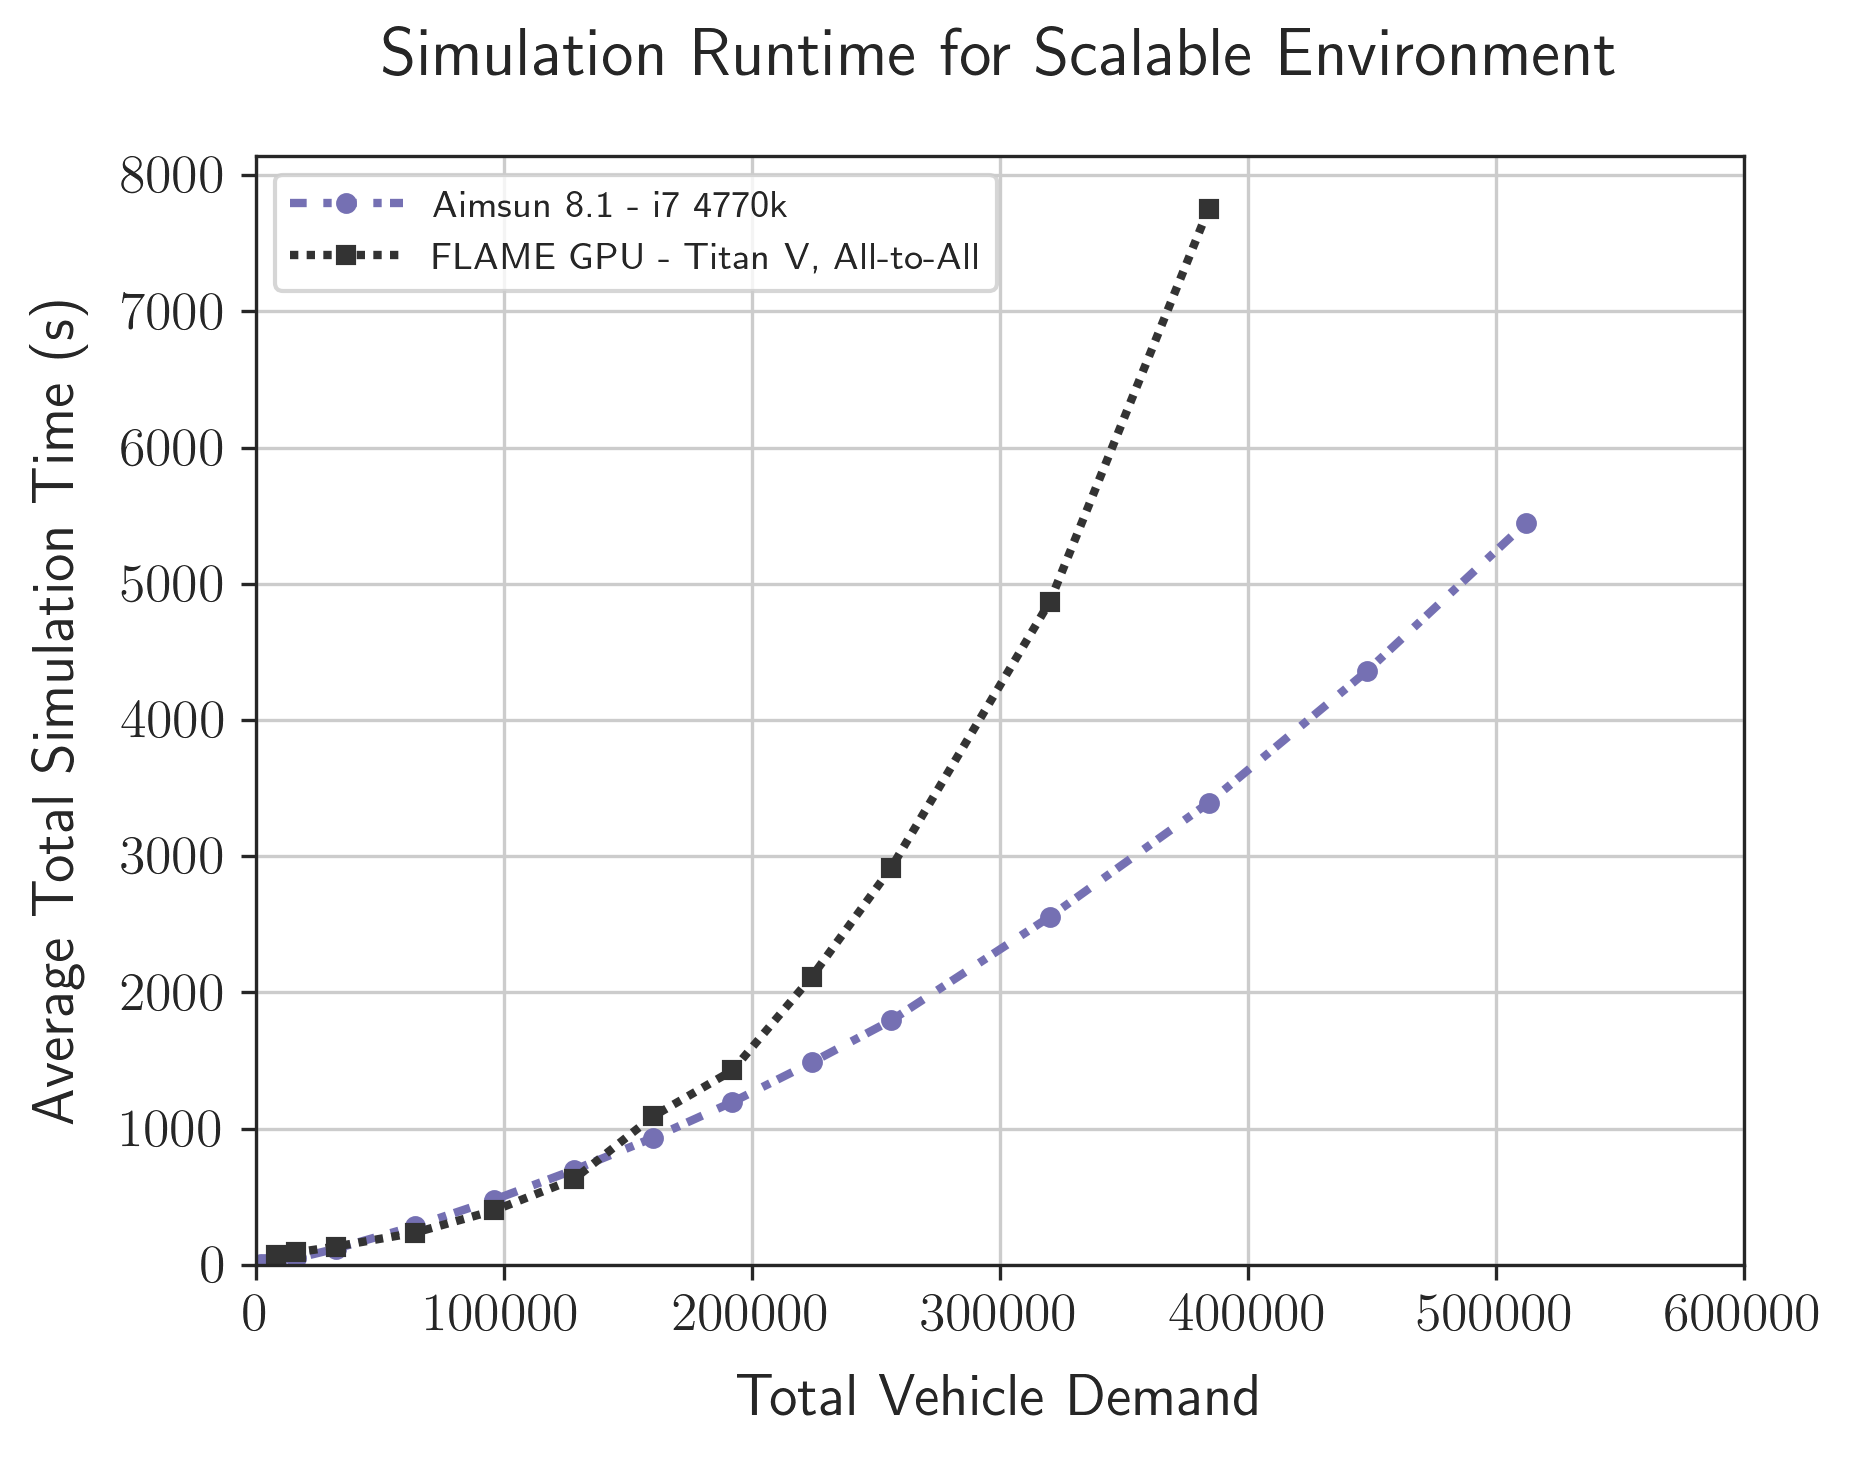 Simulation Runtime for Scalable Environment
8000
7000
6000
5000
4000
3000
2000
1000
0
Average Total Simulation Time (s)
Aimsun 8.1 - i7 4770k
FLAME GPU - Titan V, All-to-All
0 100000 200000 300000 400000 500000 600000
Total Vehicle Demand